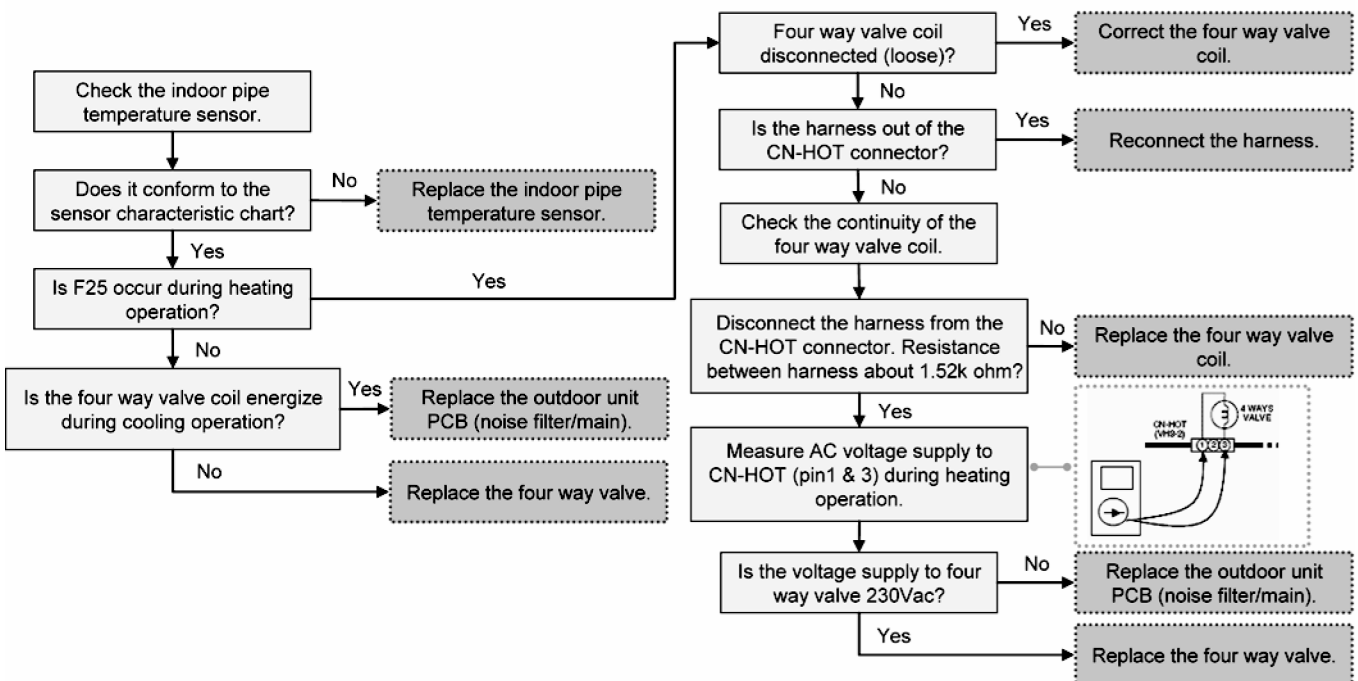 Check the indoor pipe
temperature sensor.
Does it conform to the
sensor characteristic chart?
No
Replace the indoor pipe
temperature sensor.
Yes
Is F25 occur during heating
operation?
Yes
No
Is the four way valve coil energize
during cooling operation?
Yes
Replace the outdoor unit
PCB (noise filter/main).
No
Replace the four way valve.
Four way valve coil
disconnected (loose)?
Yes
Correct the four way valve
coil.
No
Is the harness out of the
CN-HOT connector?
Yes
Reconnect the harness.
No
Check the continuity of the
four way valve coil.
Disconnect the harness from the
CN-HOT connector. Resistance
between harness about 1.52k ohm?
No
Replace the four way valve
coil.
Yes
Measure AC voltage supply to
CN-HOT (pin1 & 3) during heating
operation.
4 WAYS
VALVE
CN-HOT
(VH9-2)
1 2 3
Is the voltage supply to four
way valve 230Vac?
No
Replace the outdoor unit
PCB (noise filter/main).
Yes
Replace the four way valve.